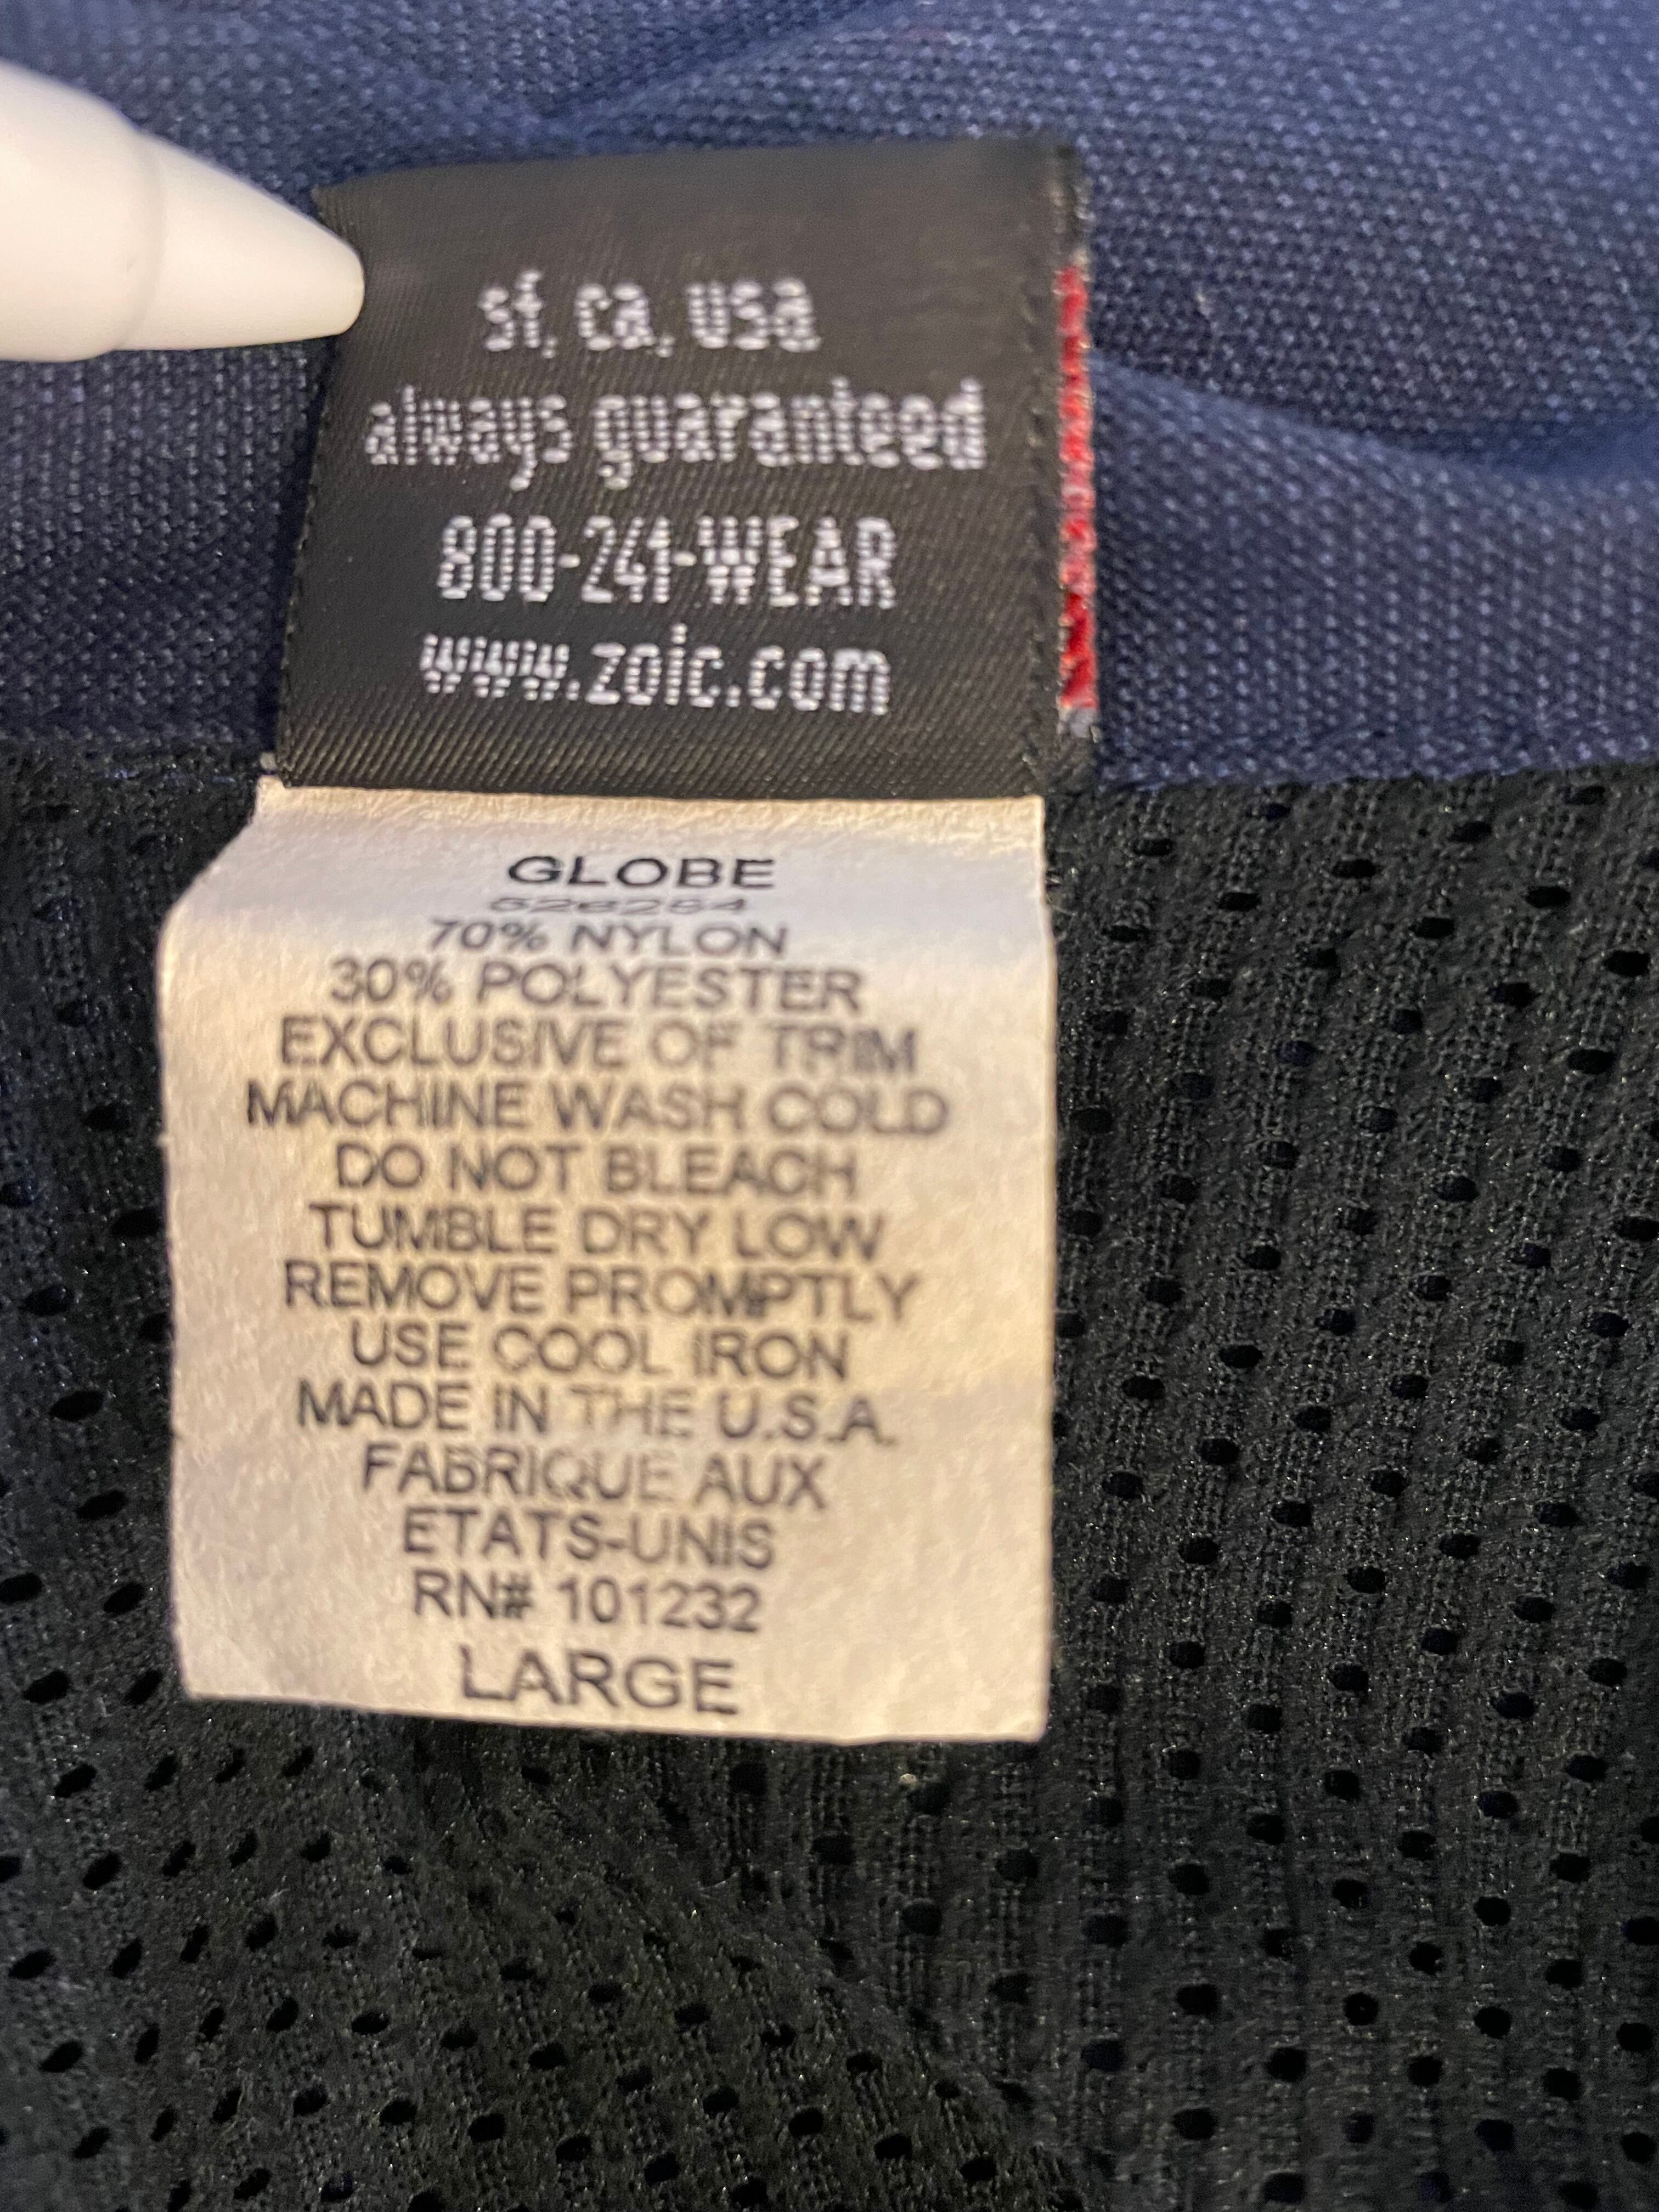 sf, ca, usa
always guaranteed
800-241-WEAR
www.zoic.com
GLOBE
70% NYLON
30% POLYESTER
EXCLUSIVE OF TRIM
MACHINE WASH COLD
DO NOT BLEACH
TUMBLE DRY LOW
REMOVE PROMPTLY
USE COOL IRON
MADE IN THE U.S.A.
FABRIQUE AUX
ETATS-UNIS
RN# 101232
LARGE